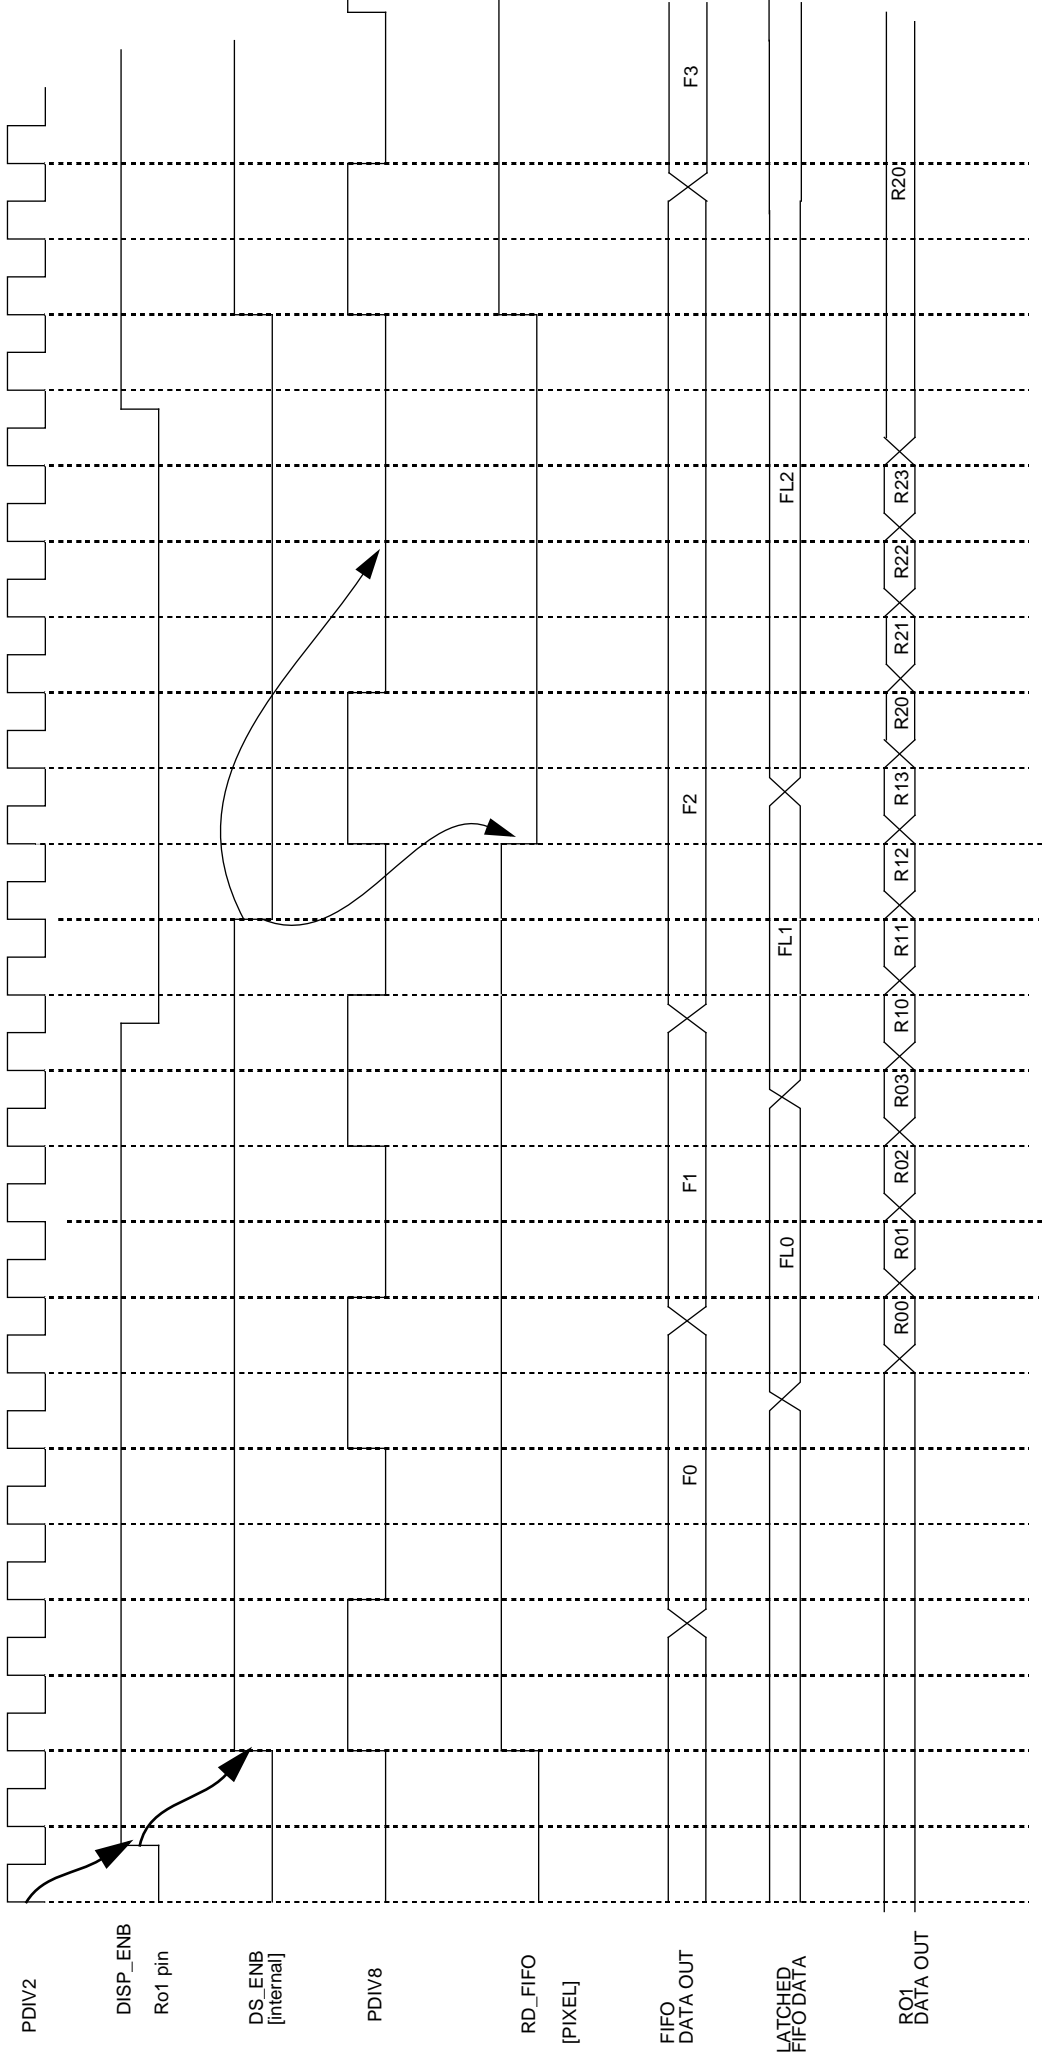 PDIV2
DISP_ENB
Ro1 pin
DS_ENB
[internal]
PDIV8
RD_FIFO
[PIXEL]
FIFO
DATA OUT
F0
F1
F2
F3
LATCHED
FIFO DATA
FL0
FL1
FL2
RO1
DATA OUT
R00
R01
R02
R03
R10
R11
R12
R13
R20
R21
R22
R23
R20